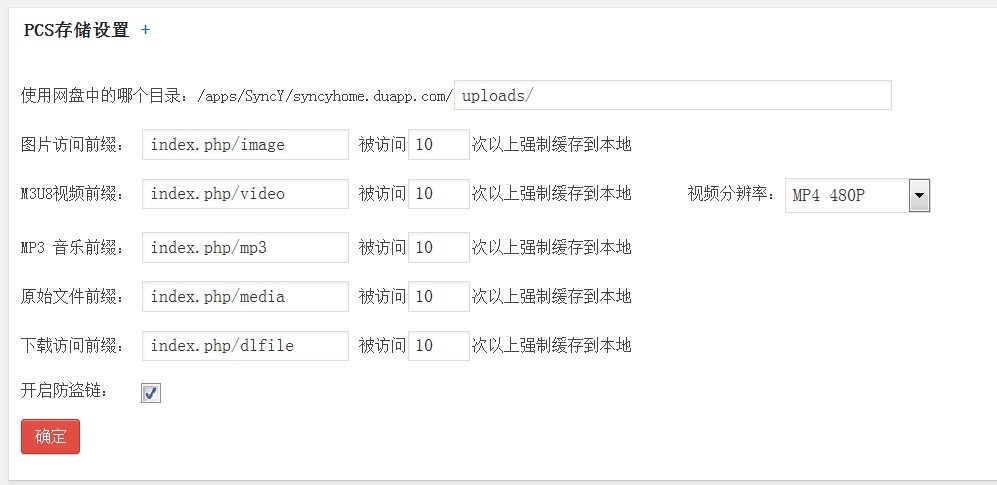 PCS存储设置 +
使用网盘中的哪个目录：/apps/SyncY/syncyhome.duapp.com/ uploads/
图片访问前缀： index.php/image 被访问 10 次以上强制缓存到本地
M3U8视频前缀： index.php/video 被访问 10 次以上强制缓存到本地 视频分辨率： MP4 480P
MP3 音乐前缀： index.php/mp3 被访问 10 次以上强制缓存到本地
原始文件前缀： index.php/media 被访问 10 次以上强制缓存到本地
下载访问前缀： index.php/dlfile 被访问 10 次以上强制缓存到本地
开启防盗链：
确定